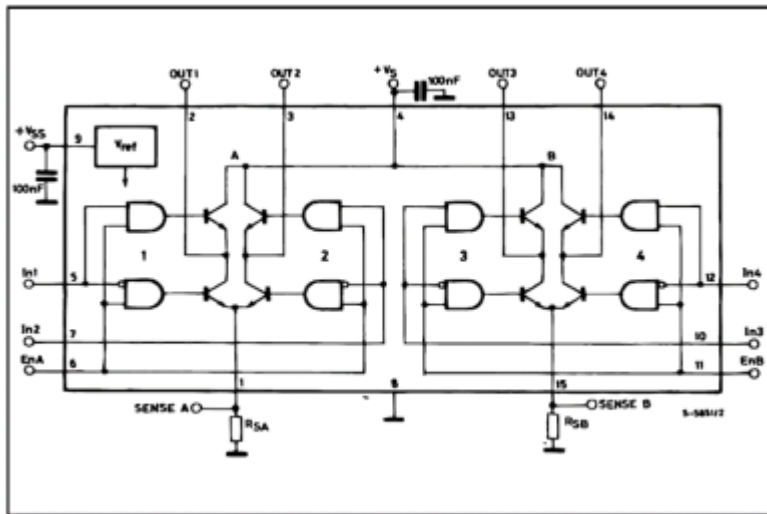 OUT1 OUT2 +VS 100nF OUT3 OUT4
2 3 4 13 14
+VSS 9 Vref
A B
100nF
1 2 3 4
In1 5 12 In4
In2 7 10 In3
EnA 6 11 EnB
1 8 15
SENSE A SENSE B
RSA RSB
S-5851/2